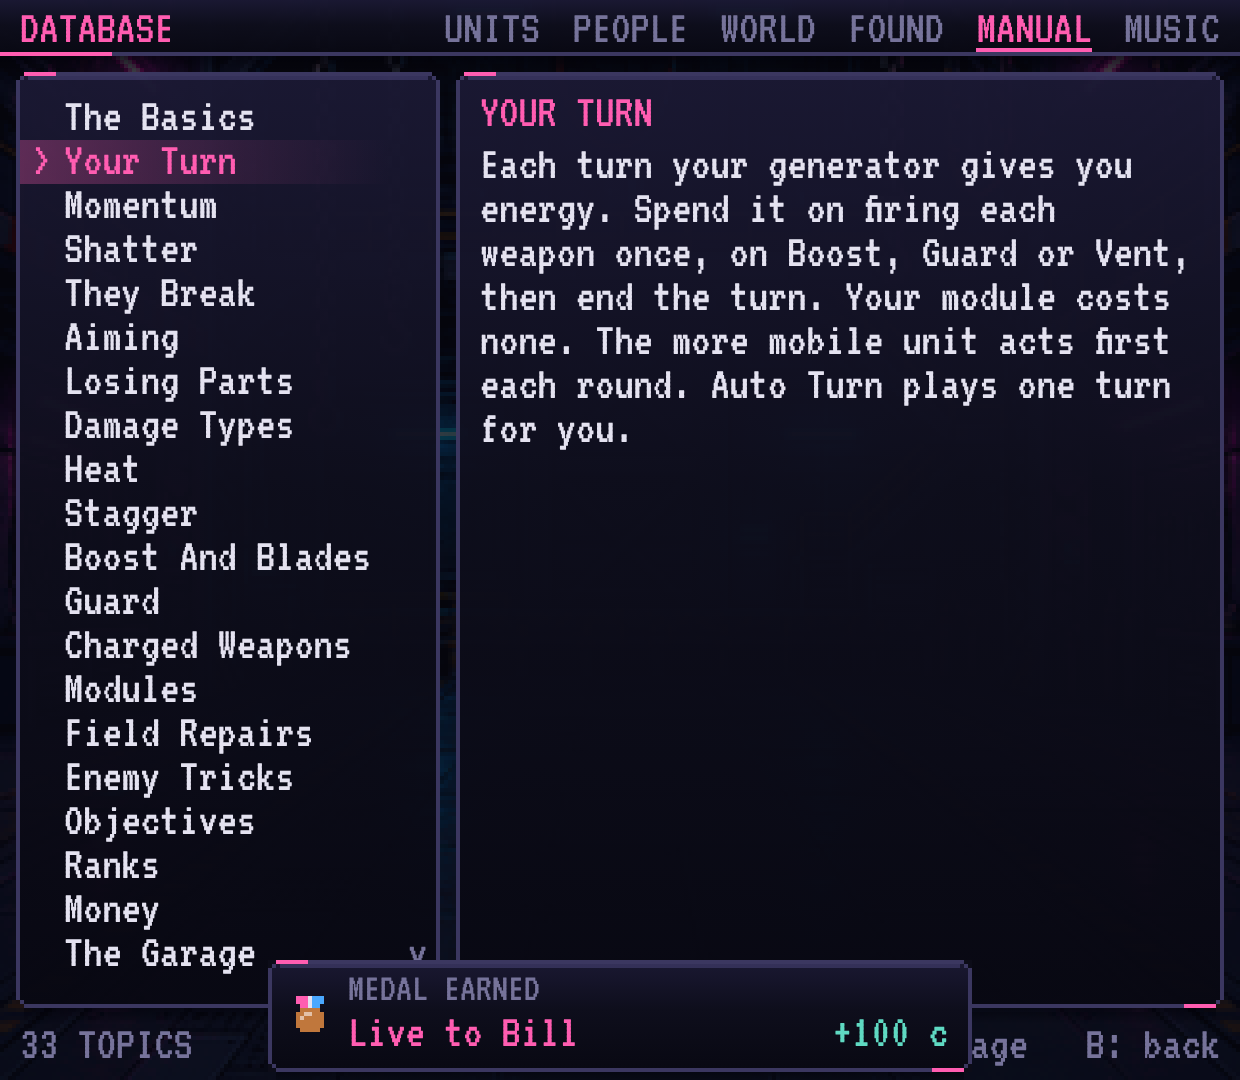 DATABASE UNITS PEOPLE WORLD FOUND MANUAL MUSIC
The Basics
> Your Turn
Momentum
Shatter
They Break
Aiming
Losing Parts
Damage Types
Heat
Stagger
Boost And Blades
Guard
Charged Weapons
Modules
Field Repairs
Enemy Tricks
Objectives
Ranks
Money
The Garage
YOUR TURN
Each turn your generator gives you
energy. Spend it on firing each
weapon once, on Boost, Guard or Vent,
then end the turn. Your module costs
none. The more mobile unit acts first
each round. Auto Turn plays one turn
for you.
MEDAL EARNED
Live to Bill +100 c
33 TOPICS
B: back